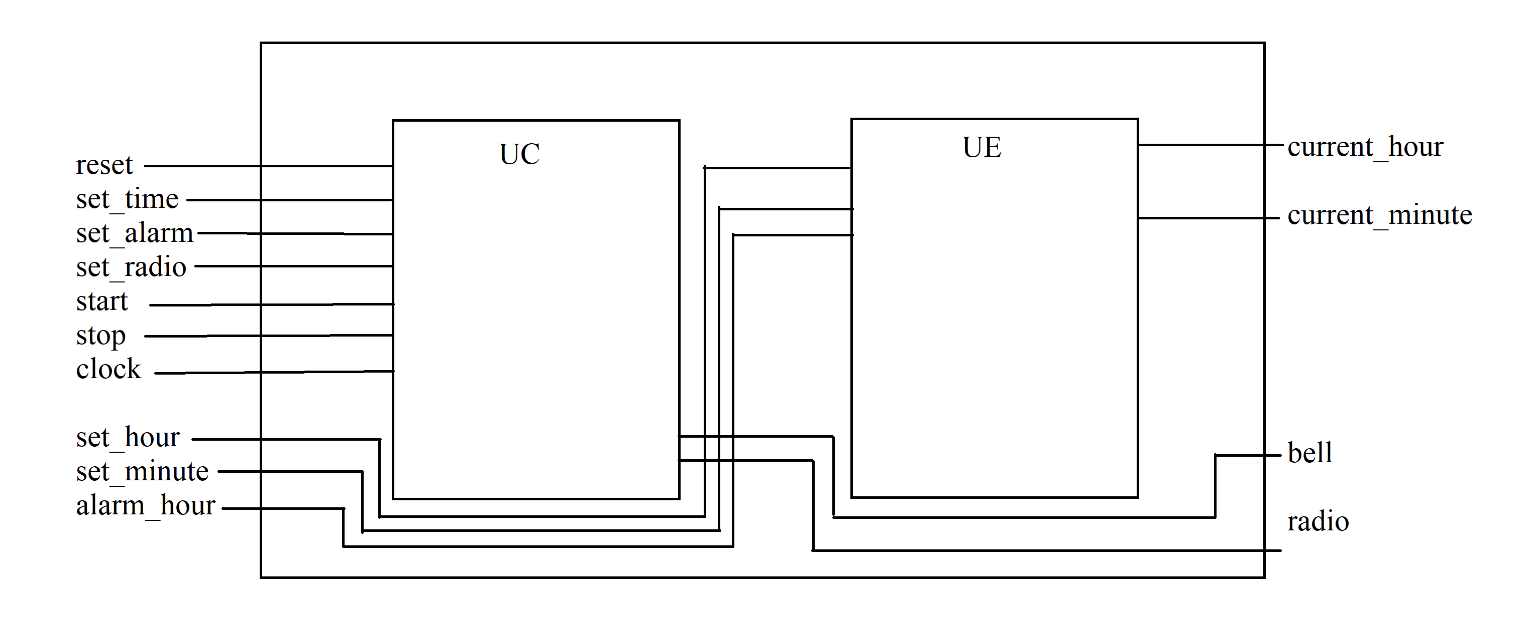 UC
UE
reset
set_time
set_alarm
set_radio
start
stop
clock
set_hour
set_minute
alarm_hour
current_hour
current_minute
bell
radio